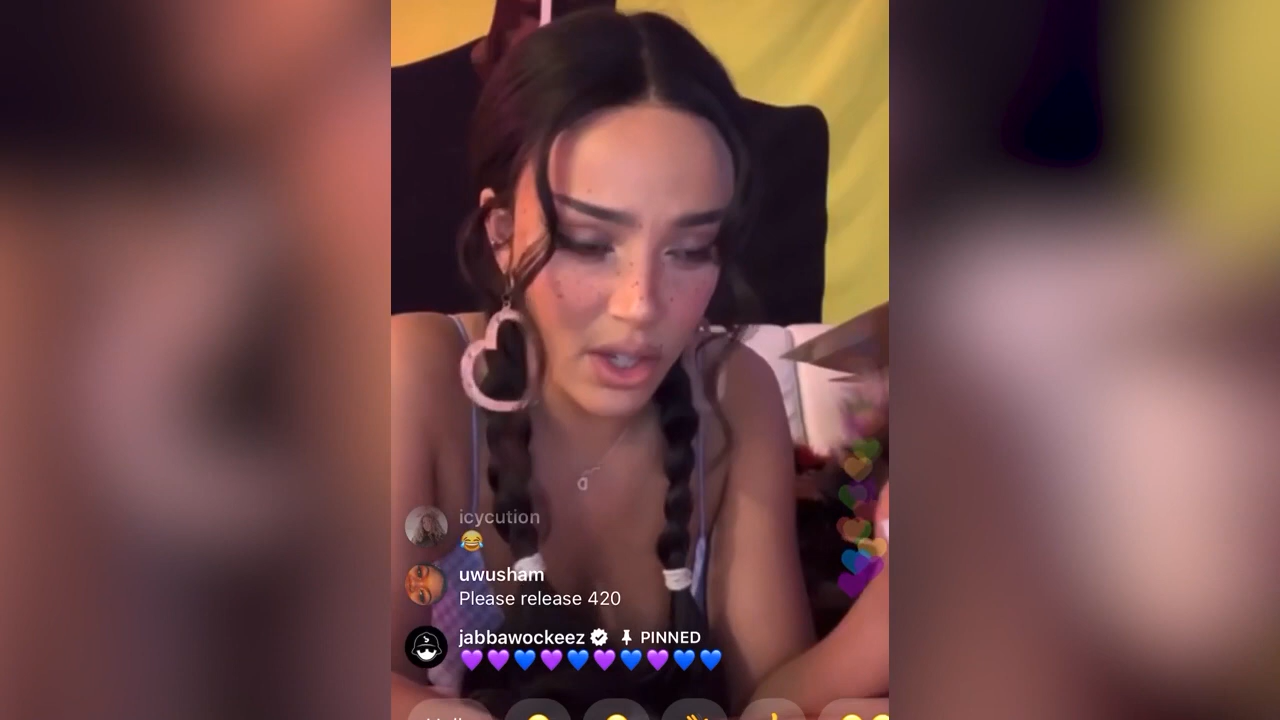 icycution
😂
uwusham
Please release 420
jabbawockeez PINNED
💜💜💙💜💙💜💙💜💙💙